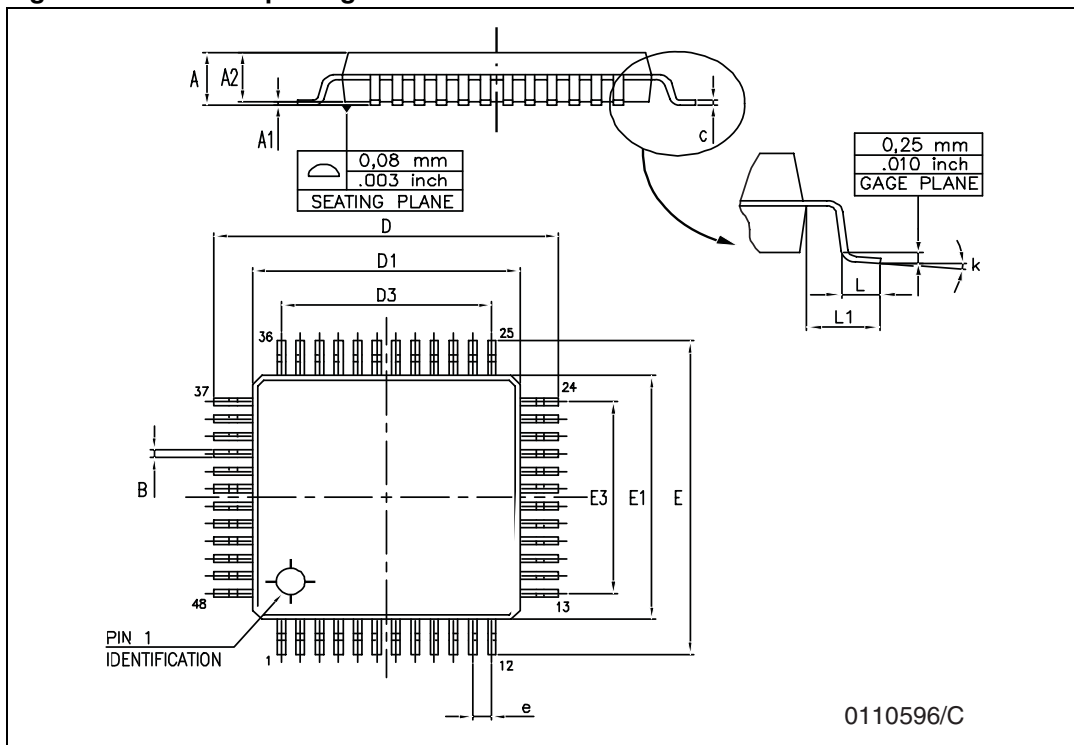 A
A2
A1
c
0,08 mm
.003 inch
SEATING PLANE
0,25 mm
.010 inch
GAGE PLANE
k
L
L1
D
D1
D3
36
25
37
24
B
E3
E1
E
48
13
PIN 1
IDENTIFICATION
1
12
e
0110596/C